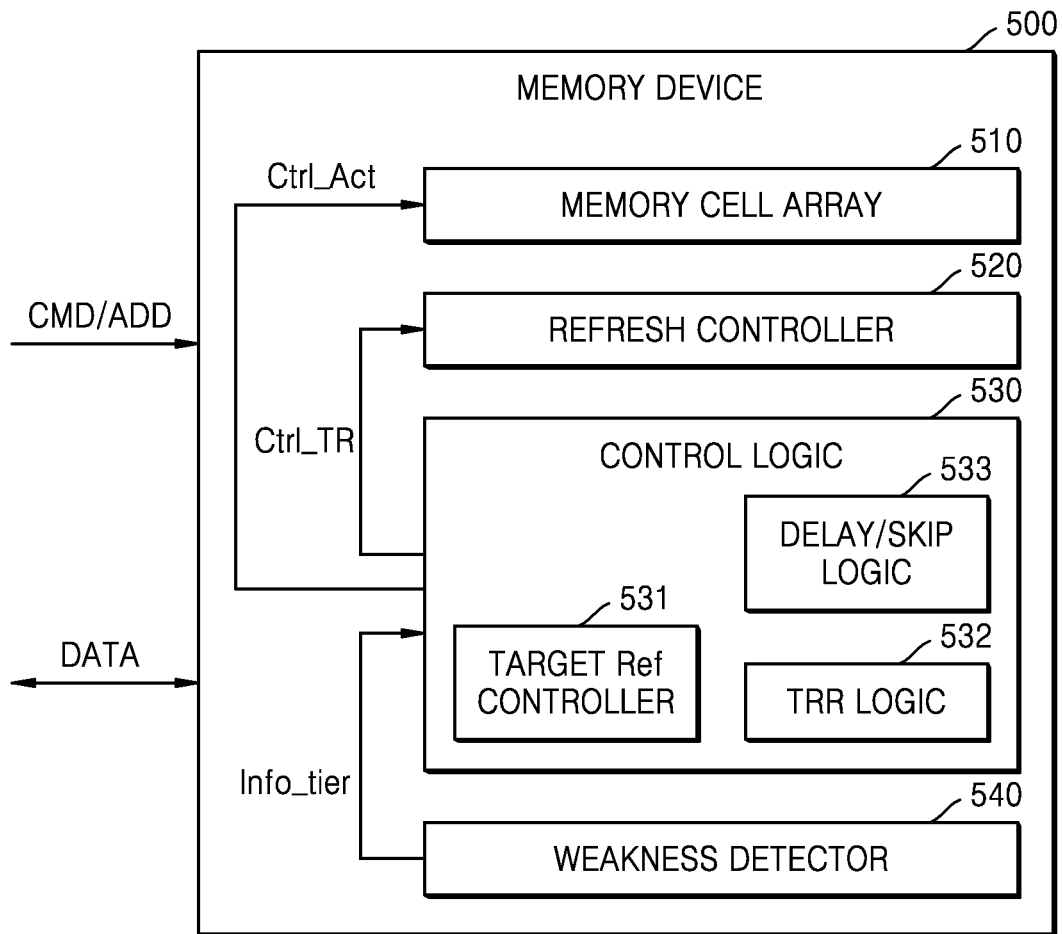 500
MEMORY DEVICE
510
Ctrl_Act
MEMORY CELL ARRAY
520
CMD/ADD
REFRESH CONTROLLER
530
Ctrl_TR
CONTROL LOGIC
533
DELAY/SKIP
LOGIC
531
532
DATA
TARGET Ref
CONTROLLER
TRR LOGIC
Info_tier
540
WEAKNESS DETECTOR